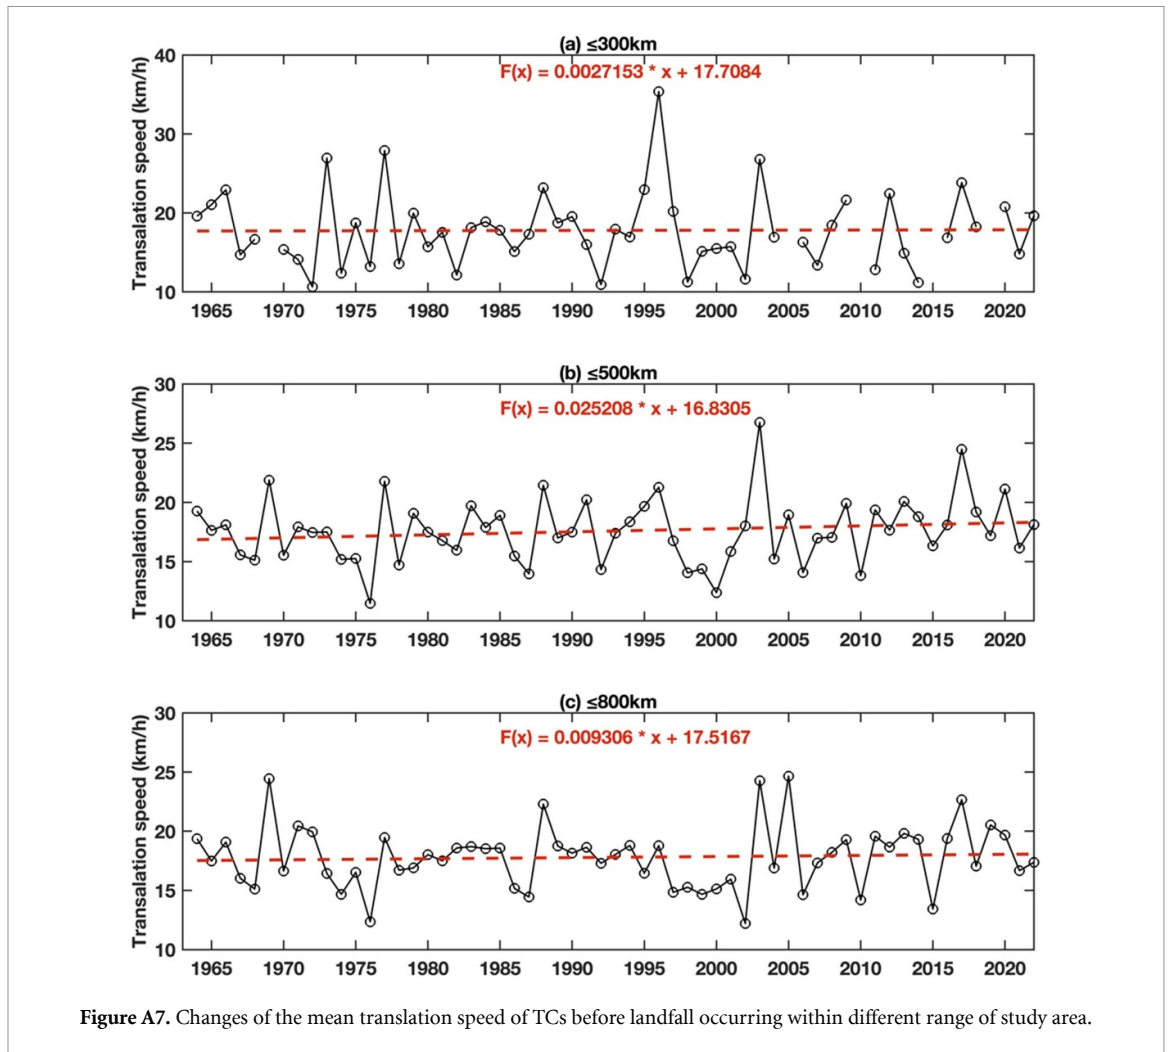 (a) ≤300km
F(x) = 0.0027153 * x + 17.7084
Transalation speed (km/h)
40
30
20
10
1965 1970 1975 1980 1985 1990 1995 2000 2005 2010 2015 2020
(b) ≤500km
F(x) = 0.025208 * x + 16.8305
Transalation speed (km/h)
30
25
20
15
10
1965 1970 1975 1980 1985 1990 1995 2000 2005 2010 2015 2020
(c) ≤800km
F(x) = 0.009306 * x + 17.5167
Transalation speed (km/h)
30
25
20
15
10
1965 1970 1975 1980 1985 1990 1995 2000 2005 2010 2015 2020
Figure A7. Changes of the mean translation speed of TCs before landfall occurring within different range of study area.